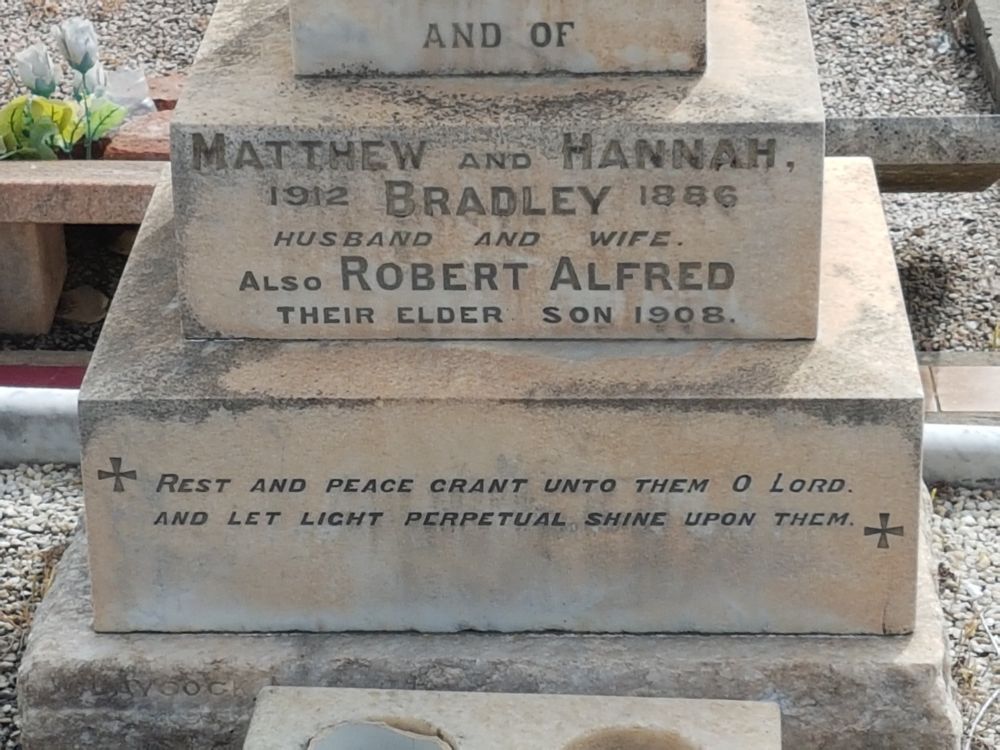 AND OF
MATTHEW AND HANNAH,
1912 BRADLEY 1886
HUSBAND AND WIFE.
ALSO ROBERT ALFRED
THEIR ELDER SON 1908.
REST AND PEACE GRANT UNTO THEM O LORD.
AND LET LIGHT PERPETUAL SHINE UPON THEM.